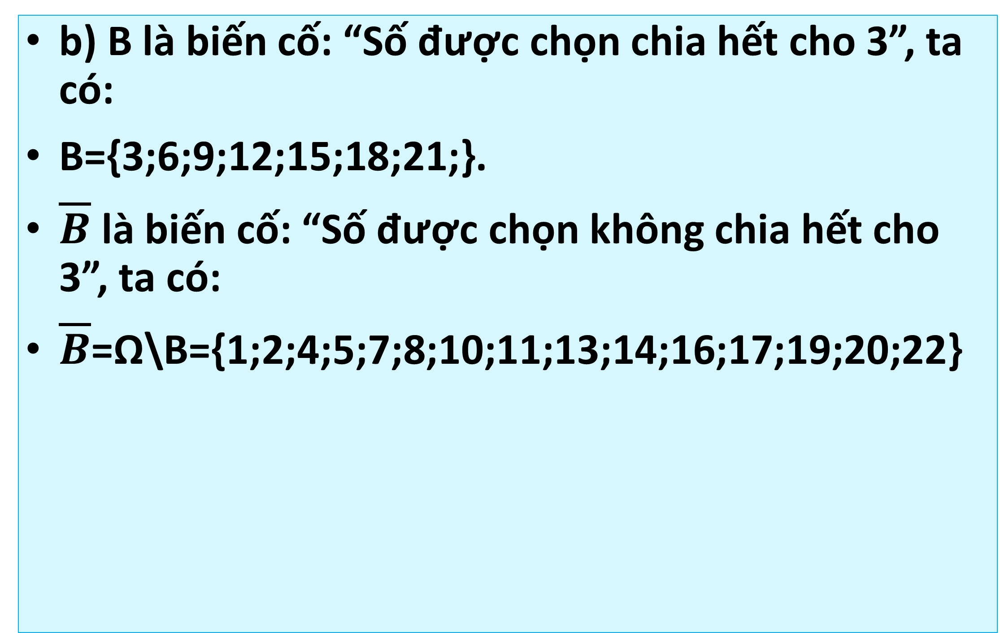 • b) B là biến cố: “Số được chọn chia hết cho 3”, ta
có:
• B={3;6;9;12;15;18;21;}.
• B̅ là biến cố: “Số được chọn không chia hết cho
3”, ta có:
• B̅=Ω\B={1;2;4;5;7;8;10;11;13;14;16;17;19;20;22}